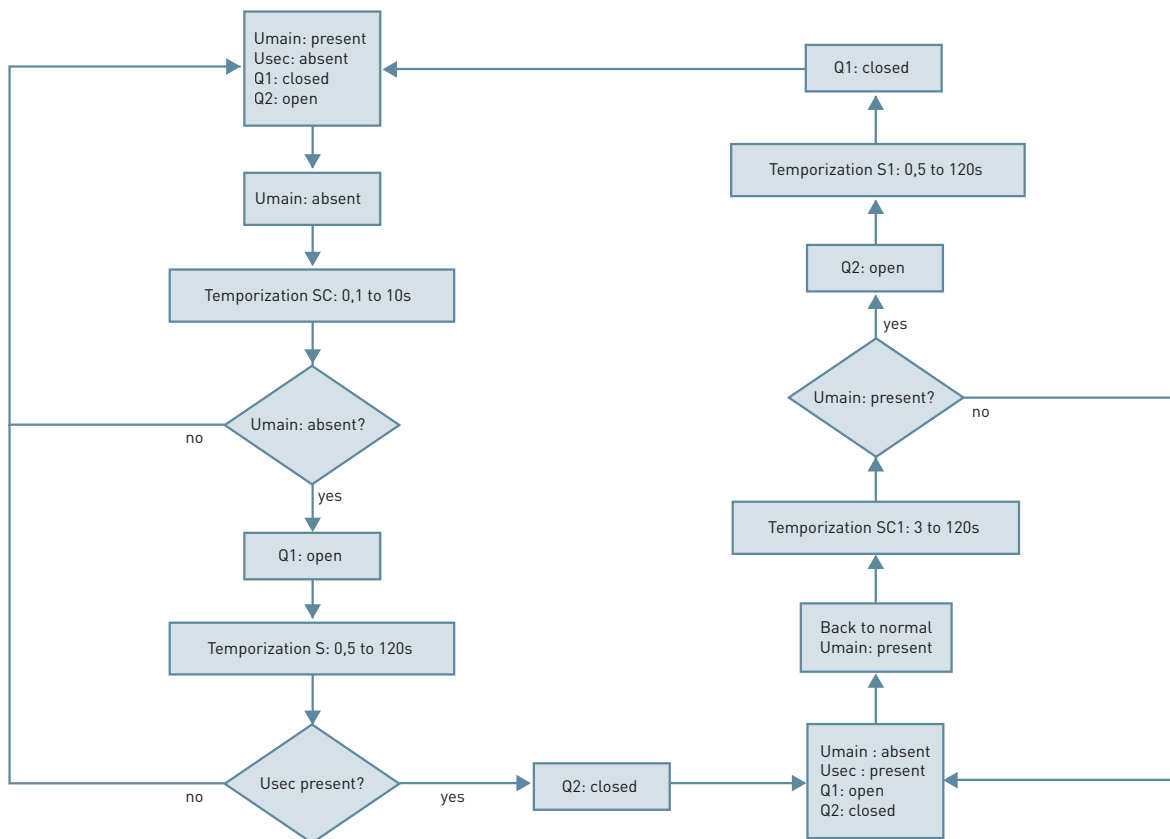 Umain: present
Usec: absent
Q1: closed
Q2: open
Umain: absent
Temporization SC: 0,1 to 10s
Umain: absent?
no
yes
Q1: open
Temporization S: 0,5 to 120s
Usec present?
no
yes
Q2: closed
Umain : absent
Usec : present
Q1: open
Q2: closed
Back to normal
Umain: present
Temporization SC1: 3 to 120s
Umain: present?
no
yes
Q2: open
Temporization S1: 0,5 to 120s
Q1: closed